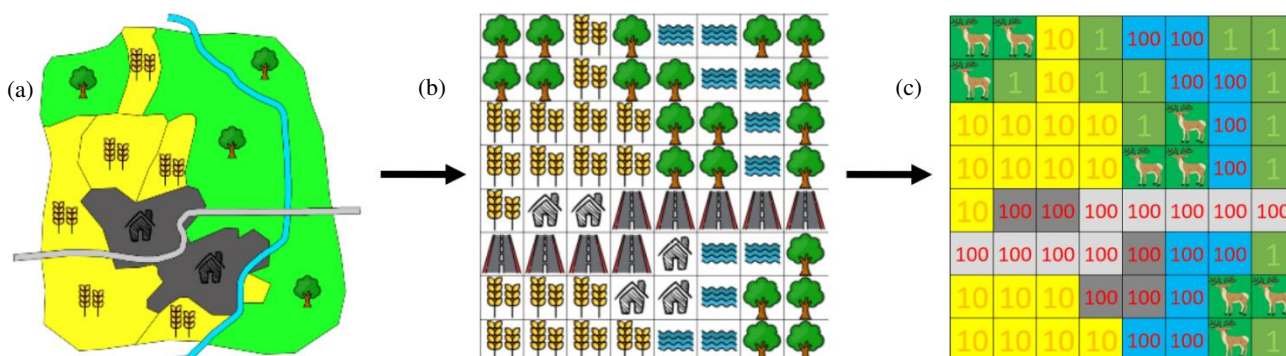 (a)
(b)
(c)
10 1 100 100 1 1
1 10 1 1 100 100 1
10 10 10 10 1 100 1
10 10 10 10 100 1
10 100 100 100 100 100 100 100
100 100 100 100 100 100 100 1
10 10 10 100 100 100
10 10 10 10 100 100 1